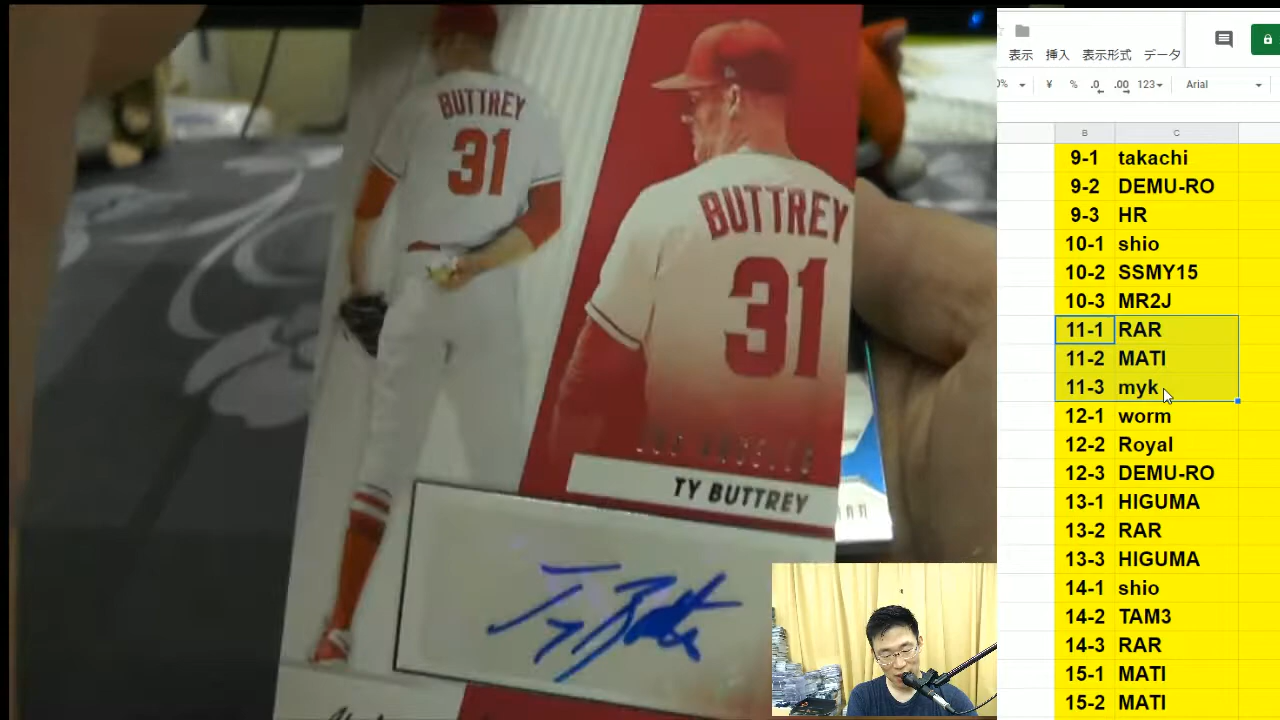 BUTTREY
31
BUTTREY
31
LOS ANGELES
TY BUTTREY
Ty Butt
表示 挿入 表示形式 データ
% ¥ % .0 .00 123 Arial
B C
9-1 takachi
9-2 DEMU-RO
9-3 HR
10-1 shio
10-2 SSMY15
10-3 MR2J
11-1 RAR
11-2 MATI
11-3 myk
12-1 worm
12-2 Royal
12-3 DEMU-RO
13-1 HIGUMA
13-2 RAR
13-3 HIGUMA
14-1 shio
14-2 TAM3
14-3 RAR
15-1 MATI
15-2 MATI